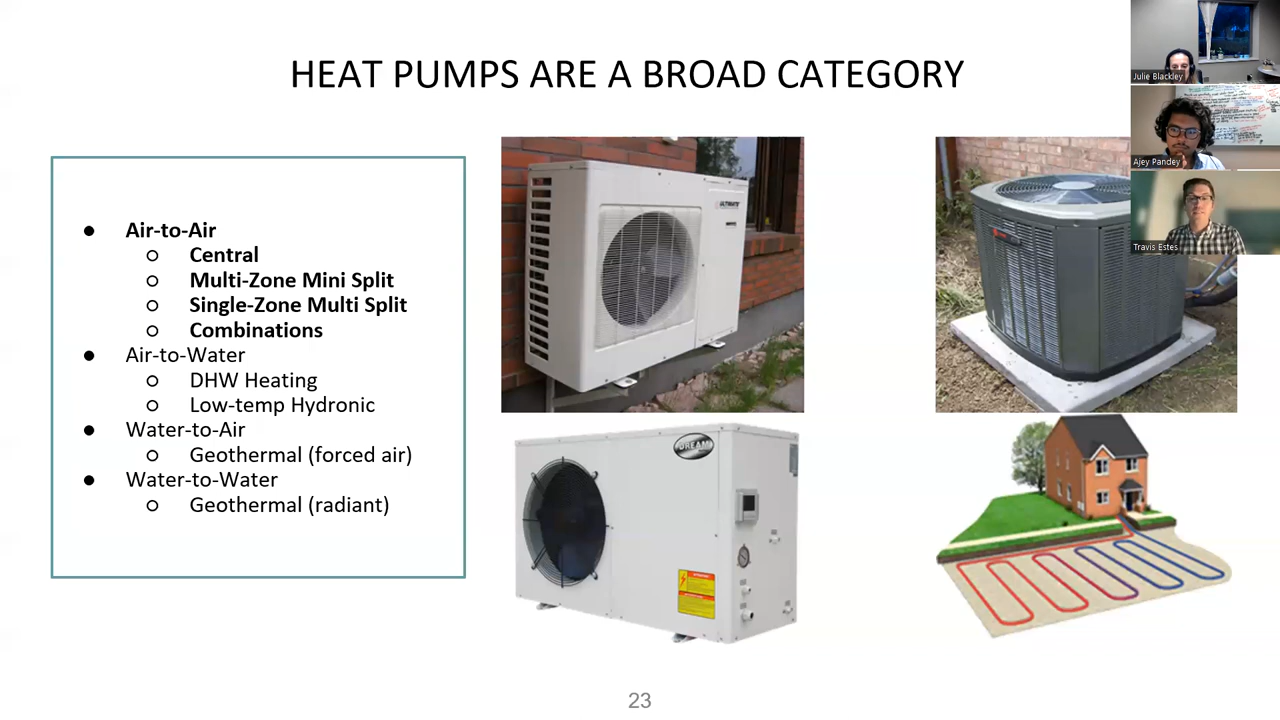 HEAT PUMPS ARE A BROAD CATEGORY
● Air-to-Air
○ Central
○ Multi-Zone Mini Split
○ Single-Zone Multi Split
○ Combinations
● Air-to-Water
○ DHW Heating
○ Low-temp Hydronic
● Water-to-Air
○ Geothermal (forced air)
● Water-to-Water
○ Geothermal (radiant)
ULTIMATE
DREAM
Julie Blackley
Ajey Pandey
Travis Estes
23